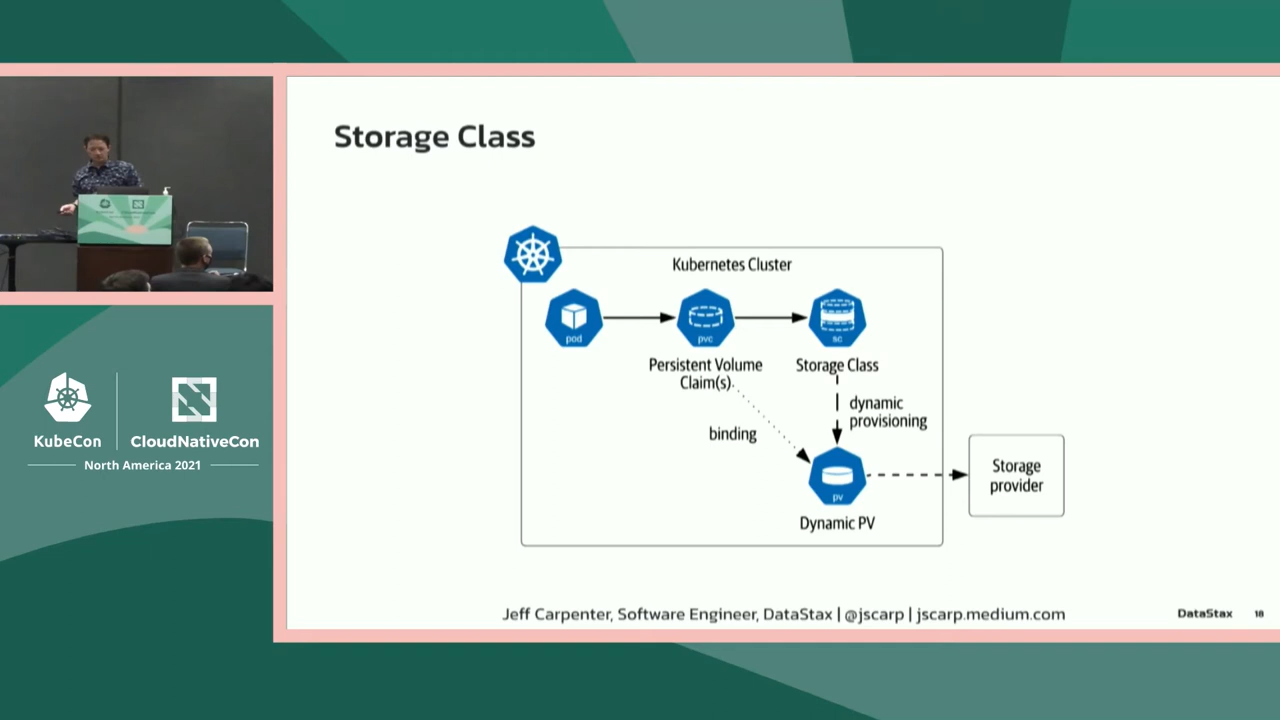 Storage Class
Kubernetes Cluster
pod
pvc
sc
Persistent Volume
Claim(s)
Storage Class
dynamic
provisioning
binding
pv
Dynamic PV
Storage
provider
Jeff Carpenter, Software Engineer, DataStax | @jscarp | jscarp.medium.com
DataStax 18
KubeCon
CloudNativeCon
North America 2021